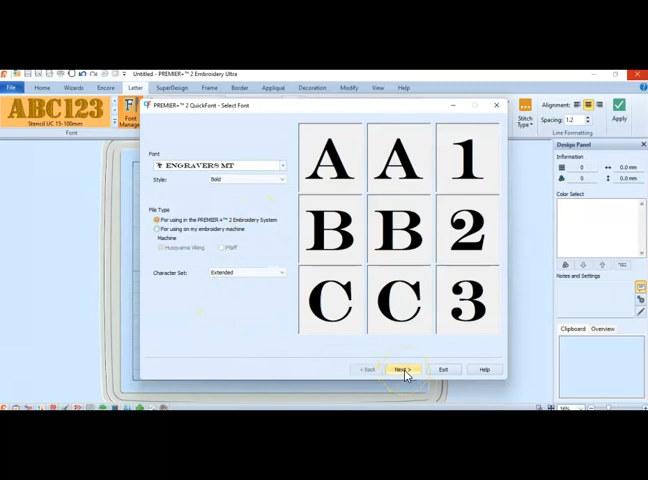 Untitled - PREMIER+™ 2 Embroidery Ultra
File Home Wizards Encore Letter SuperDesign Frame Border Appliqué Decoration Modify View Help
ABC123
Stencil UC 15-100mm
Font
Font Manager
Stitch Type
Alignment:
Spacing: 1.2
Line Formatting
Apply
PREMIER+™ 2 QuickFont - Select Font
Font
ENGRAVERS MT
Style: Bold
File Type
For using in the PREMIER+™ 2 Embroidery System
For using on my embroidery machine
Machine
Husqvarna Viking
Pfaff
Character Set: Extended
A A 1
B B 2
C C 3
< Back Next > Exit Help
Design Panel
Information
0 0.0 mm
0 0.0 mm
Color Select
Notes and Settings
Clipboard Overview